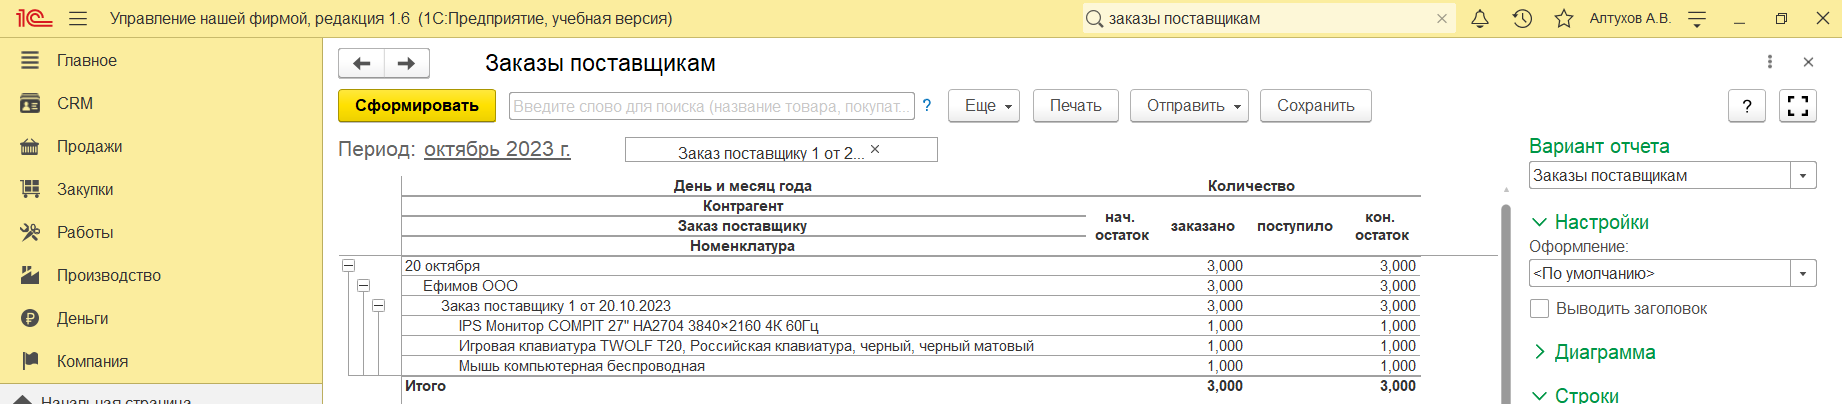 1С Управление нашей фирмой, редакция 1.6 (1С:Предприятие, учебная версия) заказы поставщикам Алтухов А.В.
Главное
CRM
Продажи
Закупки
Работы
Производство
Деньги
Компания
Начальная страница
Заказы поставщикам
Сформировать Введите слово для поиска (название товара, покупат... ? Еще Печать Отправить Сохранить ?
Период: октябрь 2023 г. Заказ поставщику 1 от 2...
День и месяц года Количество
Контрагент
Заказ поставщику
Номенклатура
нач. остаток заказано поступило кон. остаток
20 октября 3,000 3,000
Ефимов ООО 3,000 3,000
Заказ поставщику 1 от 20.10.2023 3,000 3,000
IPS Монитор COMPIT 27" HA2704 3840×2160 4К 60Гц 1,000 1,000
Игровая клавиатура TWOLF T20, Российская клавиатура, черный, черный матовый 1,000 1,000
Мышь компьютерная беспроводная 1,000 1,000
Итого 3,000 3,000
Вариант отчета
Заказы поставщикам
Настройки
Оформление:
<По умолчанию>
Выводить заголовок
Диаграмма
Строки